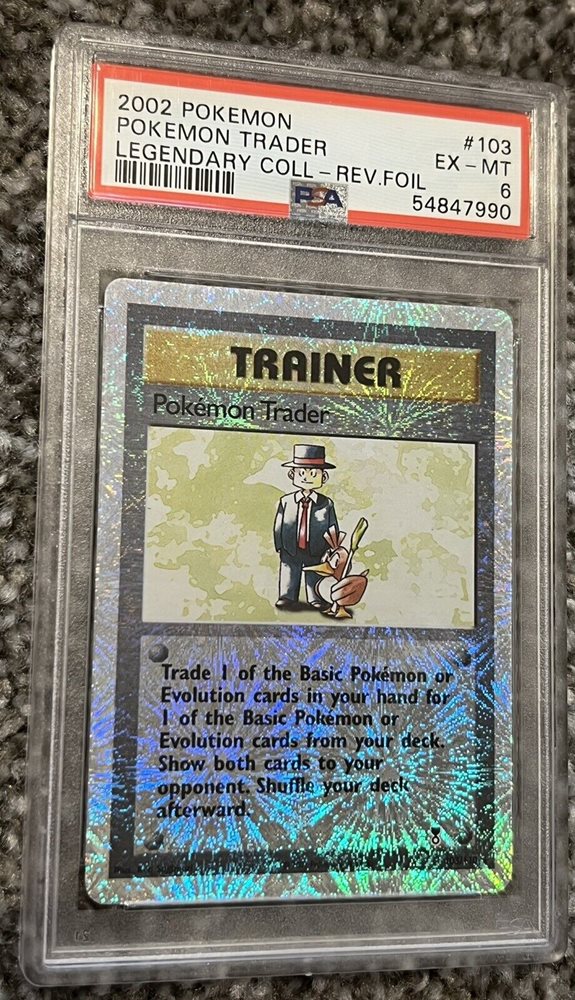 2002 POKEMON #103
POKEMON TRADER EX-MT
LEGENDARY COLL-REV.FOIL 6
PSA 54847990
TRAINER
Pokémon Trader
Trade 1 of the Basic Pokémon or
Evolution cards in your hand for
1 of the Basic Pokémon or
Evolution cards from your deck.
Show both cards to your
opponent. Shuffle your deck
afterward.